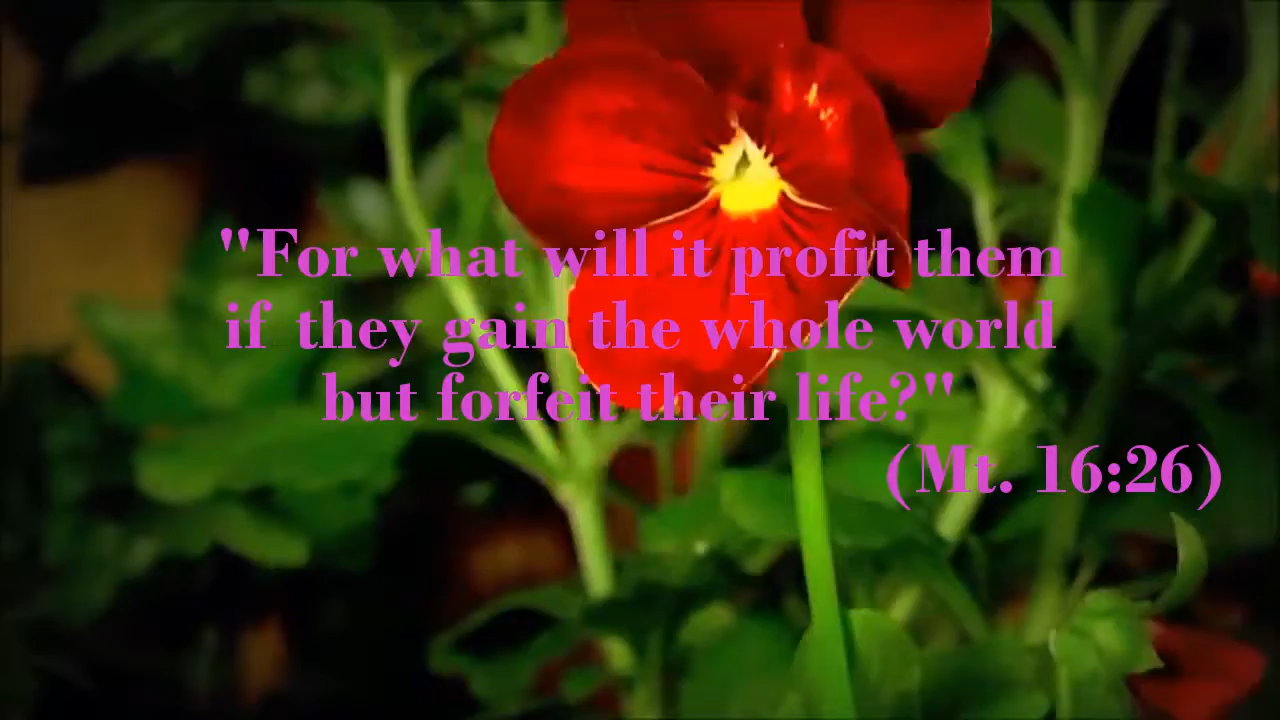 "For what will it profit them
if they gain the whole world
but forfeit their life?"
(Mt. 16:26)